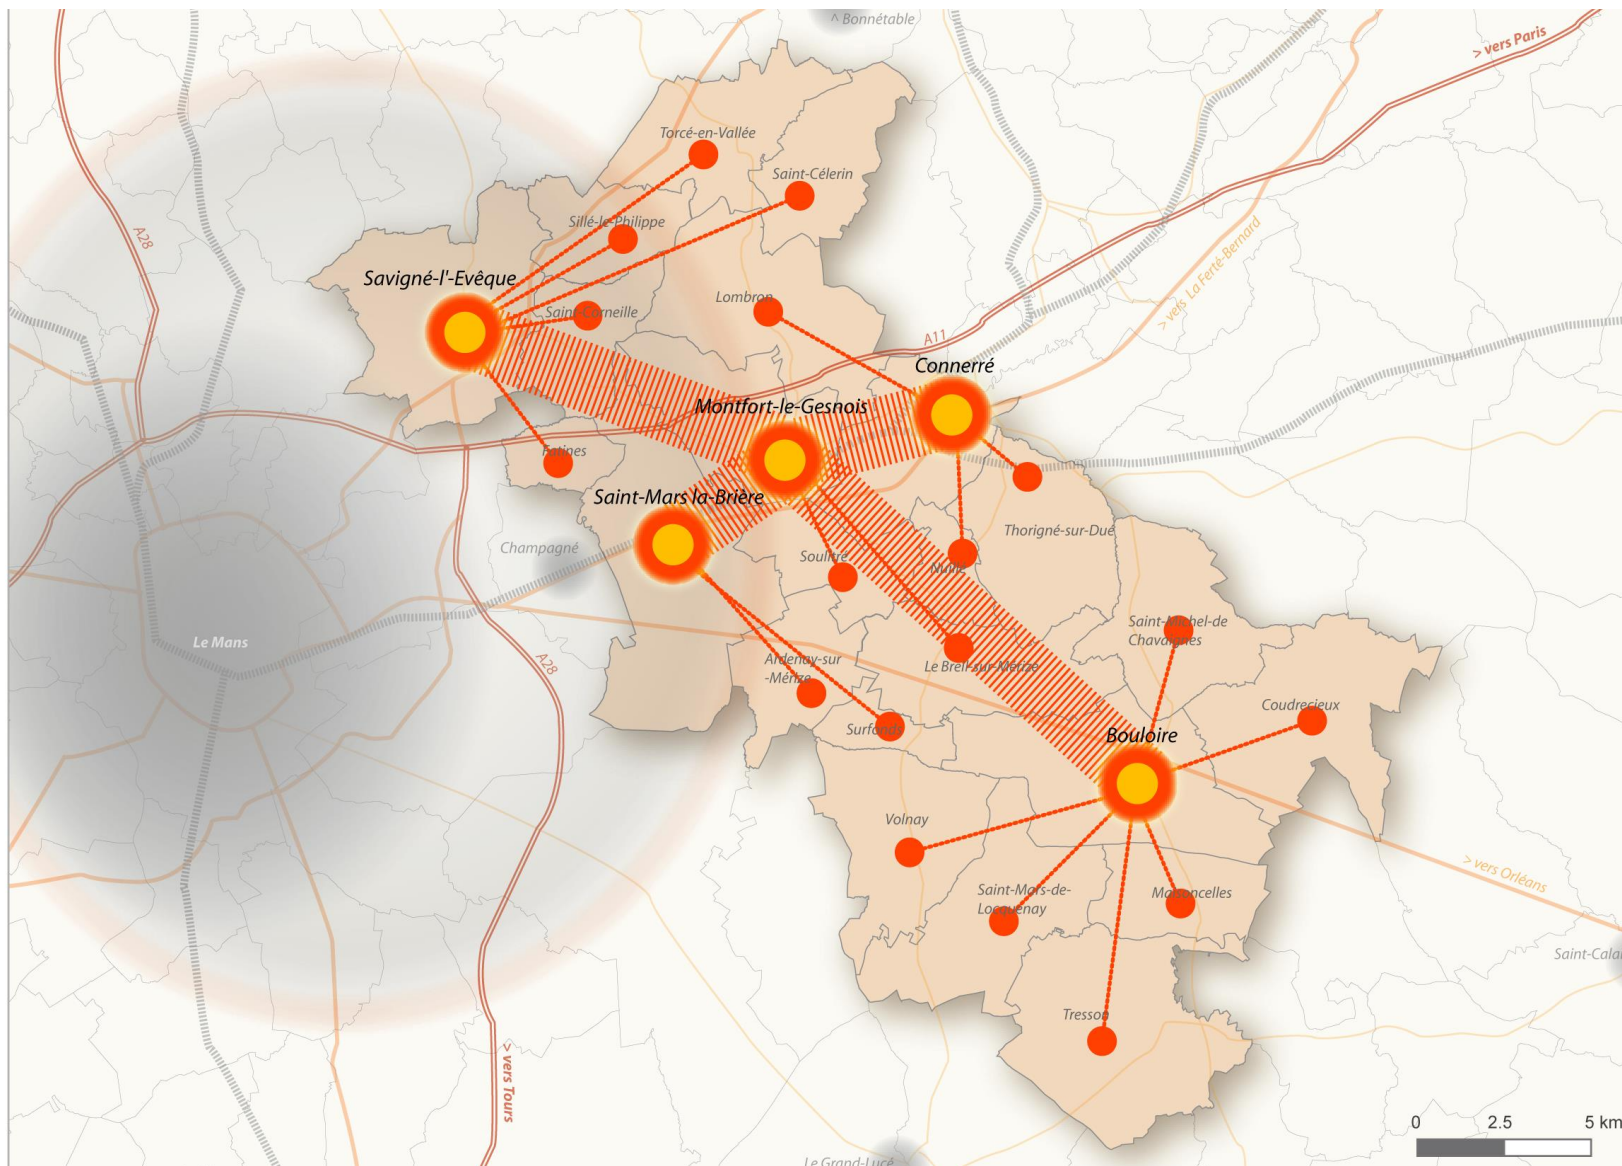 ^ Bonnétable
> vers Paris
Torcé-en-Vallée
Saint-Célerin
Sillé-le-Philippe
A28
> vers La Ferté-Bernard
Savigné-l'-Evêque
Lombron
Saint-Corneille
A11
Connerré
Montfort-le-Gesnois
Fatines
Saint-Mars la-Brière
Thorigné-sur-Dué
Champagné
Soulitré
Nuillé
Le Mans
Saint-Michel-de
Chavaignes
A28
Ardenay-sur
-Mérize
Le Breil-sur-Mérize
Coudrecieux
Surfonds
Bouloire
Volnay
> vers Orléans
Saint-Mars-de-
Locquenay
Maisoncelles
Saint-Calai
Tresson
> vers Tours
0 2.5 5 km
Le Grand-Lucé